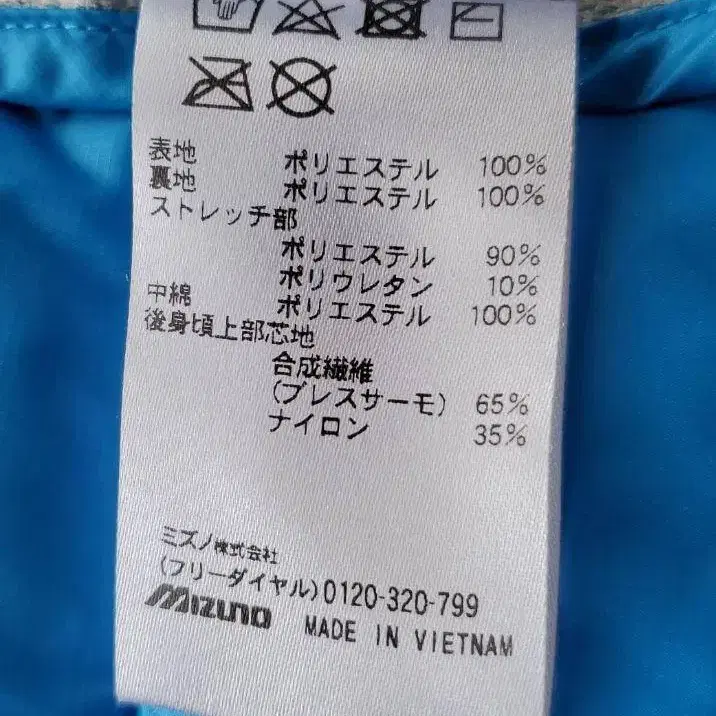 表地 ポリエステル 100%
裏地 ポリエステル 100%
ストレッチ部
ポリエステル 90%
ポリウレタン 10%
中綿 ポリエステル 100%
後身頃上部芯地
合成繊維
(ブレスサーモ) 65%
ナイロン 35%
ミズノ株式会社
(フリーダイヤル)0120-320-799
MIZUNO MADE IN VIETNAM